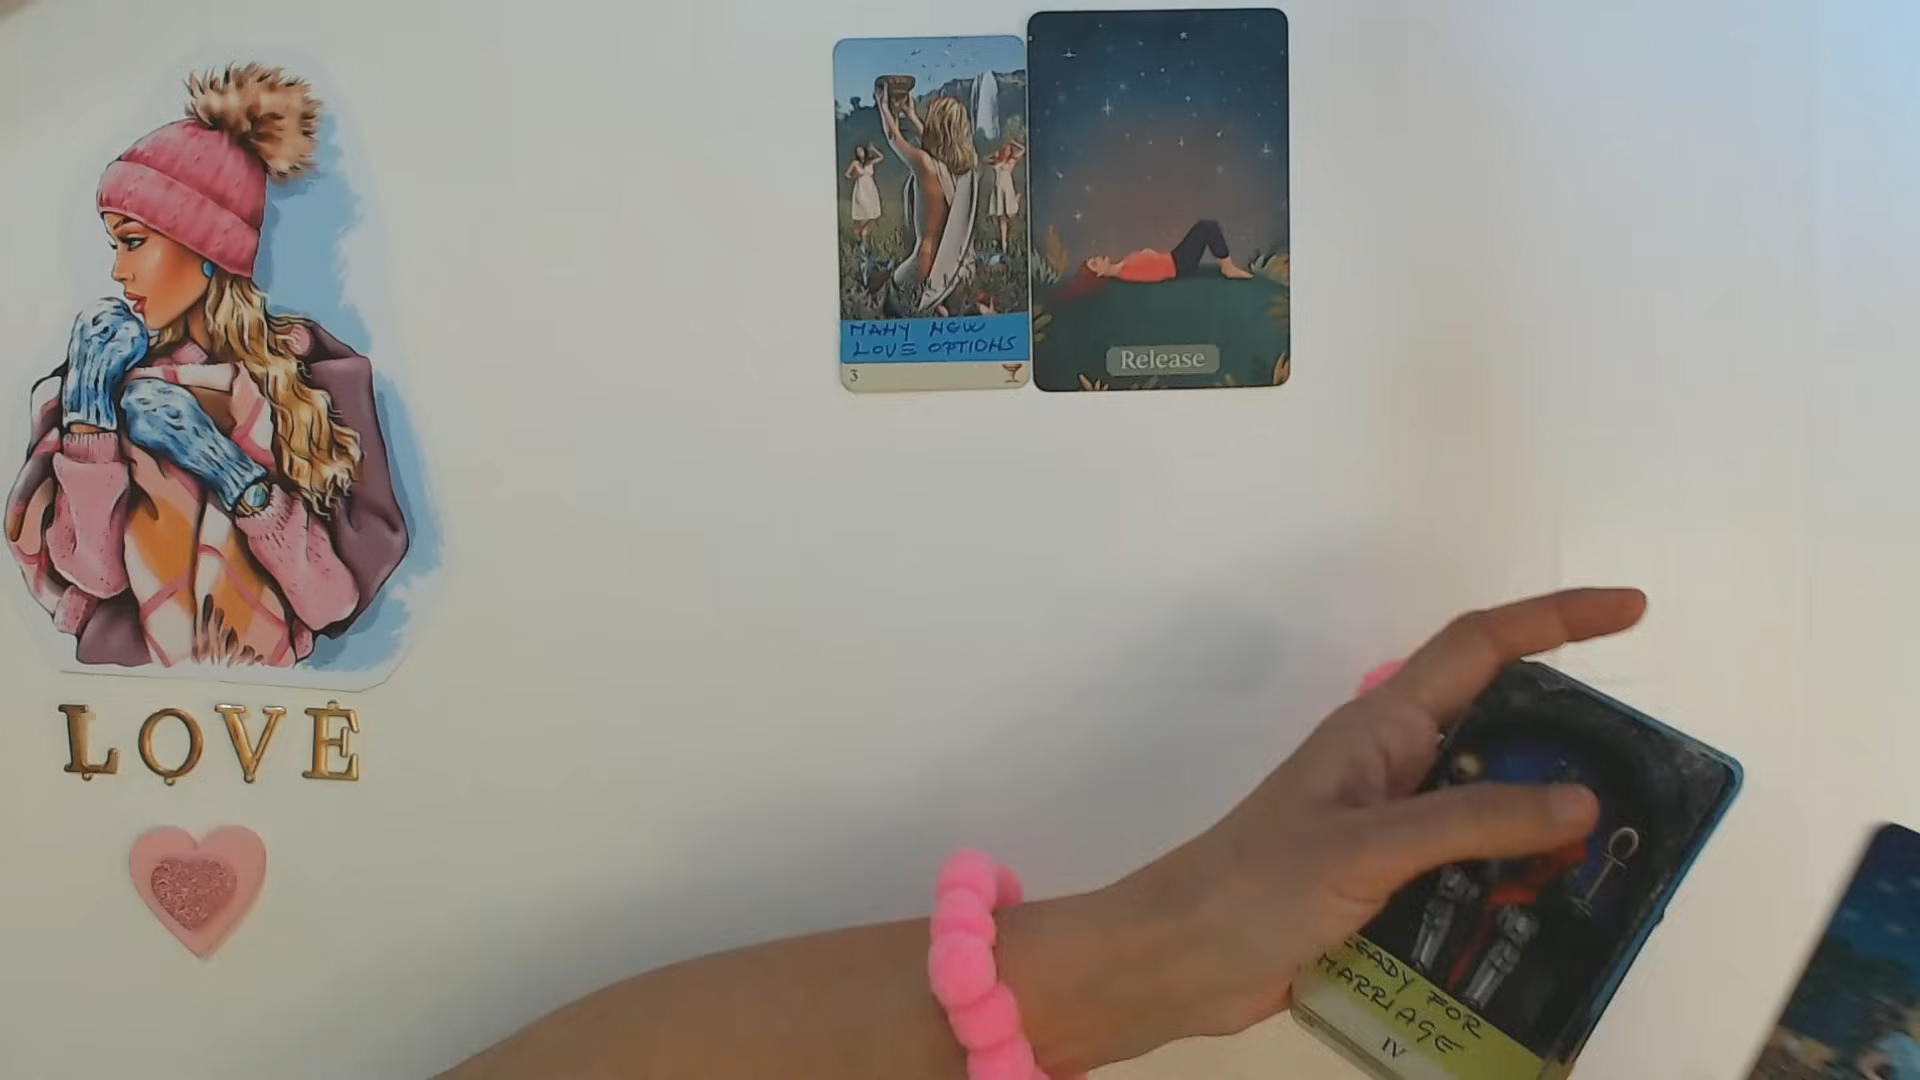 MANY NEW
LOVE OPTIONS
3
Release
LOVE
READY FOR
MARRIAGE
IV